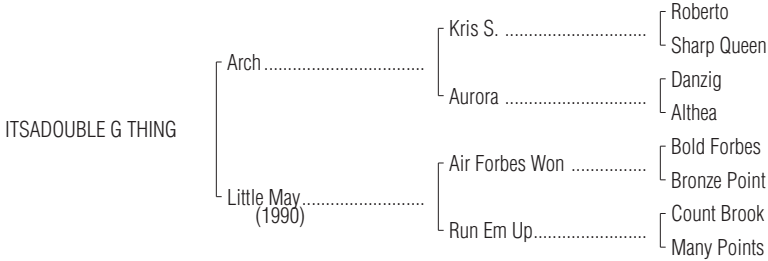 Roberto
Kris S. ................................
Sharp Queen
Arch ....................................
Danzig
Aurora ................................
Althea
ITSADOUBLE G THING
Bold Forbes
Air Forbes Won .................
Bronze Point
Little May...........................
(1990)
Count Brook
Run Em Up.........................
Many Points